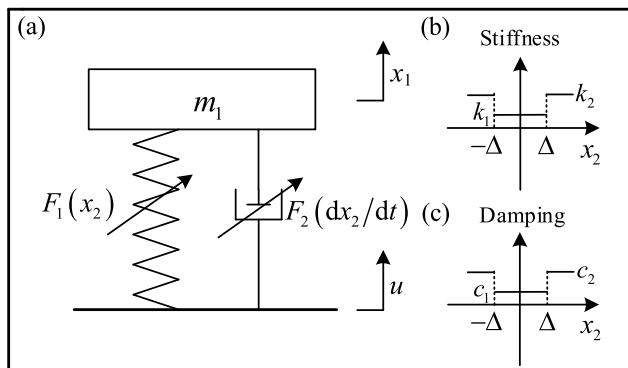 (a)
x₁
m₁
F₁(x₂)
F₂(dx₂/dt)
u
(b)
Stiffness
k₂
k₁
−Δ Δ x₂
(c)
Damping
c₂
c₁
−Δ Δ x₂